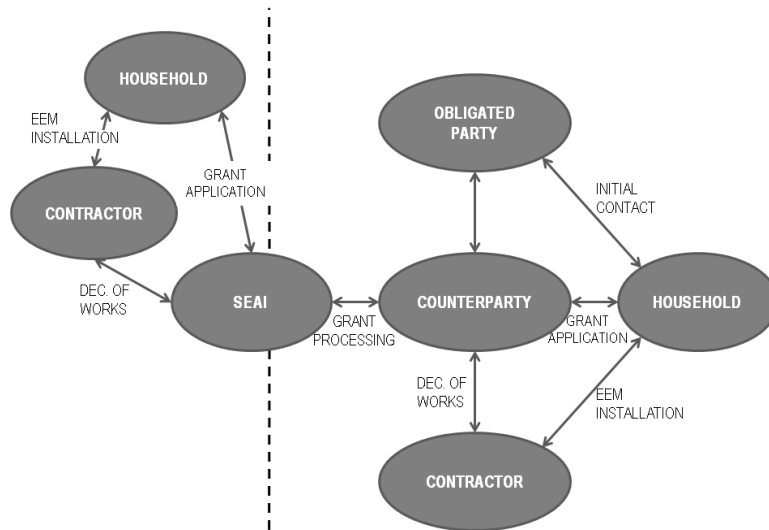 HOUSEHOLD
EEM
INSTALLATION
GRANT
APPLICATION
CONTRACTOR
DEC. OF
WORKS
SEAI
GRANT
PROCESSING
OBLIGATED
PARTY
INITIAL
CONTACT
COUNTERPARTY
GRANT
APPLICATION
HOUSEHOLD
DEC. OF
WORKS
EEM
INSTALLATION
CONTRACTOR